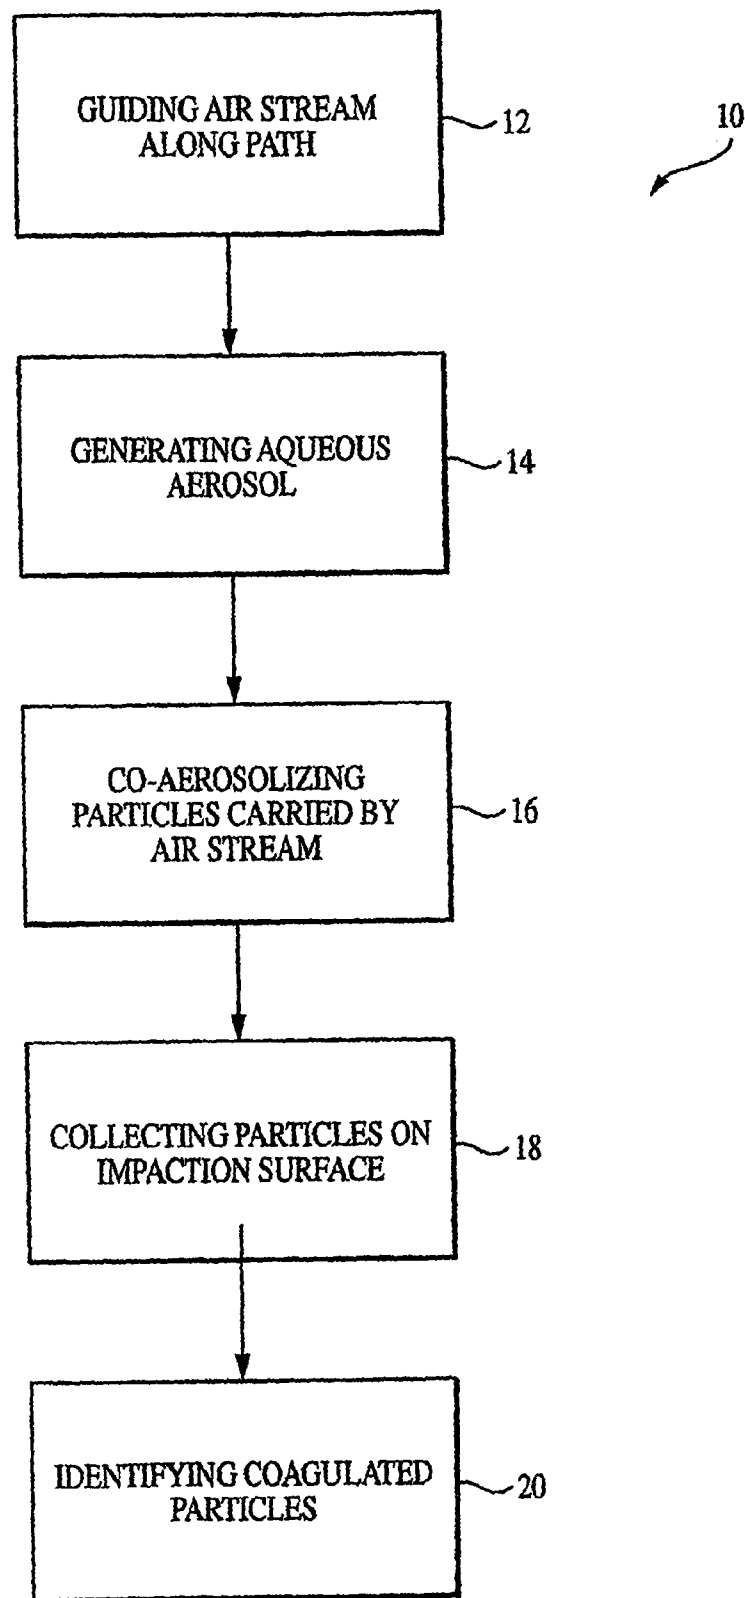 GUIDING AIR STREAM
ALONG PATH
12
10
GENERATING AQUEOUS
AEROSOL
14
CO-AEROSOLIZING
PARTICLES CARRIED BY
AIR STREAM
16
COLLECTING PARTICLES ON
IMPACTION SURFACE
18
IDENTIFYING COAGULATED
PARTICLES
20